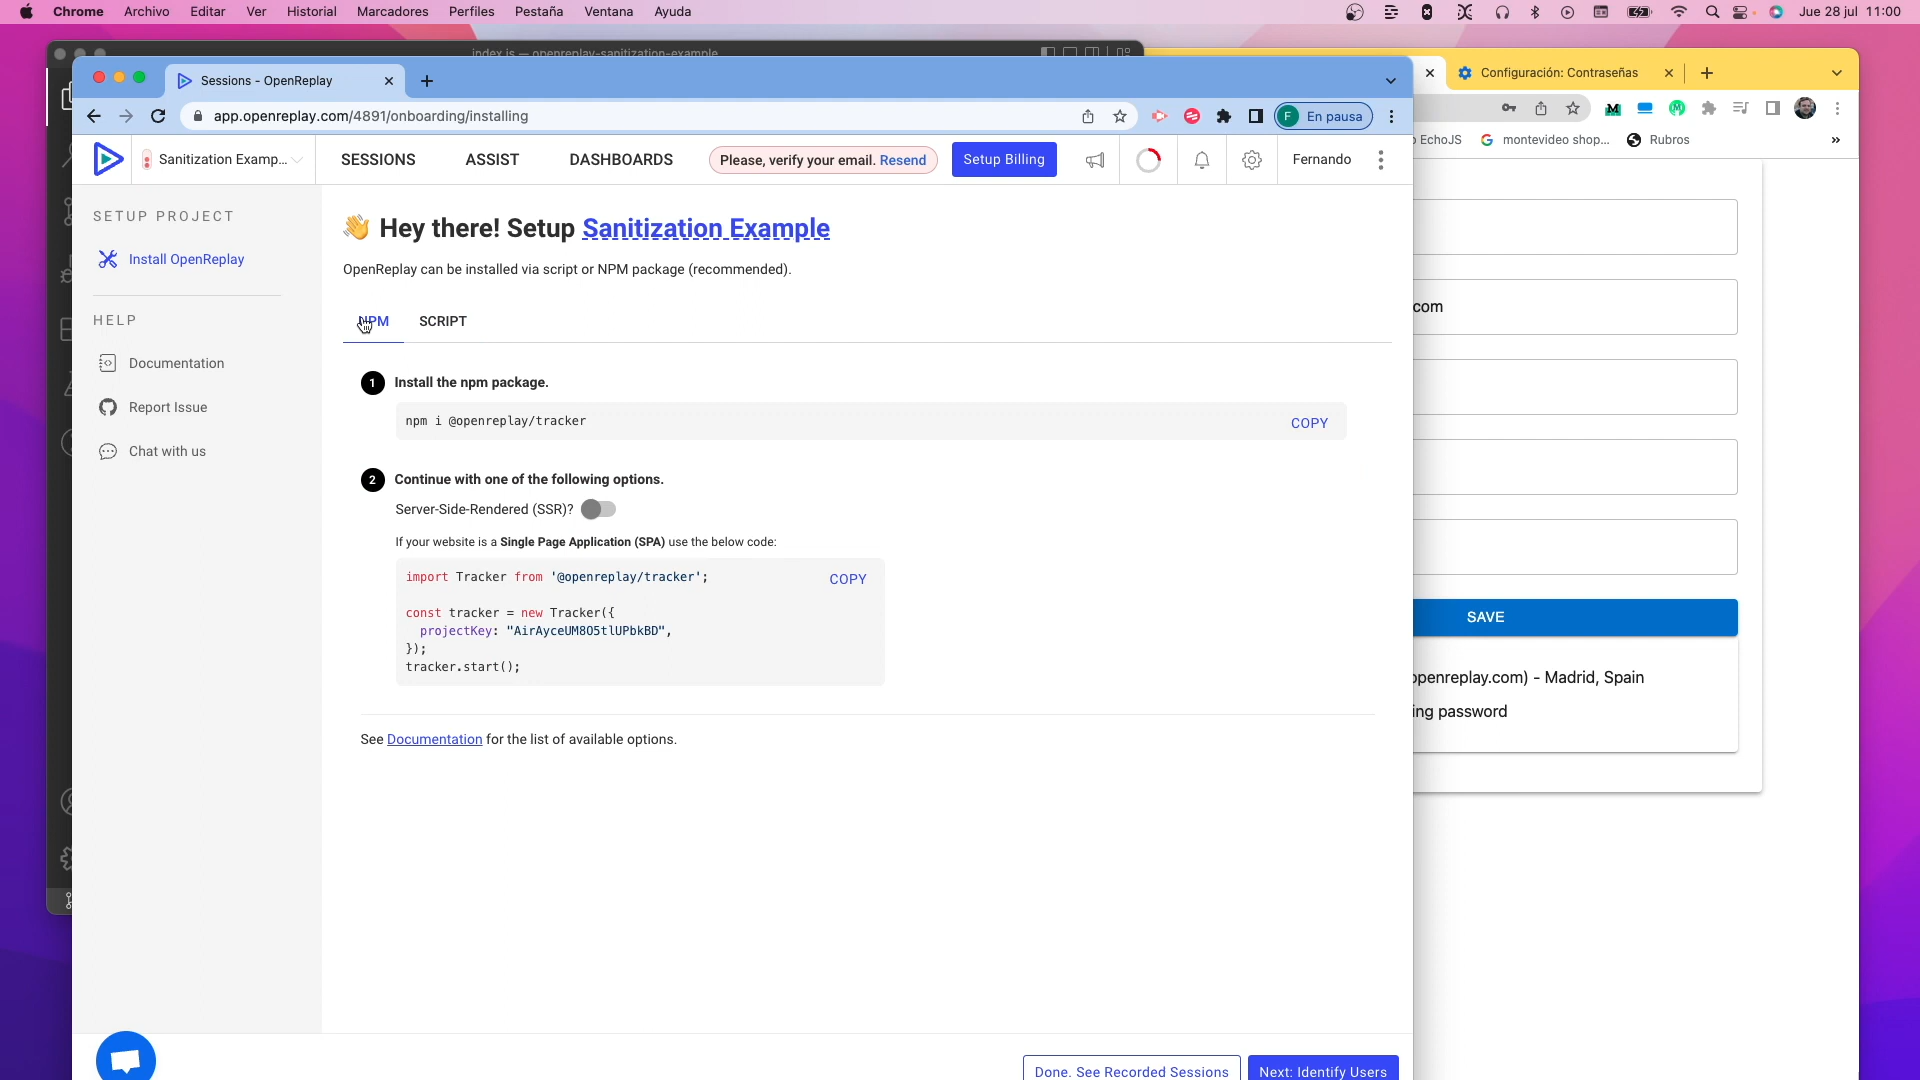 Chrome Archivo Editar Ver Historial Marcadores Perfiles Pestaña Ventana Ayuda Jue 28 jul 11:00
index.js — openreplay-sanitization-example
Sessions - OpenReplay
Configuración: Contraseñas
app.openreplay.com/4891/onboarding/installing
F En pausa
EchoJS montevideo shop... Rubros »
Sanitization Examp...
SESSIONS ASSIST DASHBOARDS
Please, verify your email. Resend
Setup Billing
Fernando
SETUP PROJECT
Install OpenReplay
HELP
Documentation
Report Issue
Chat with us
👋 Hey there! Setup Sanitization Example
OpenReplay can be installed via script or NPM package (recommended).
NPM SCRIPT
1 Install the npm package.
npm i @openreplay/tracker COPY
2 Continue with one of the following options.
Server-Side-Rendered (SSR)?
If your website is a Single Page Application (SPA) use the below code:
import Tracker from '@openreplay/tracker'; COPY
const tracker = new Tracker({
projectKey: "AirAyceUM8O5tlUPbkBD",
});
tracker.start();
See Documentation for the list of available options.
Done. See Recorded Sessions
Next: Identify Users
com
SAVE
openreplay.com) - Madrid, Spain
ing password